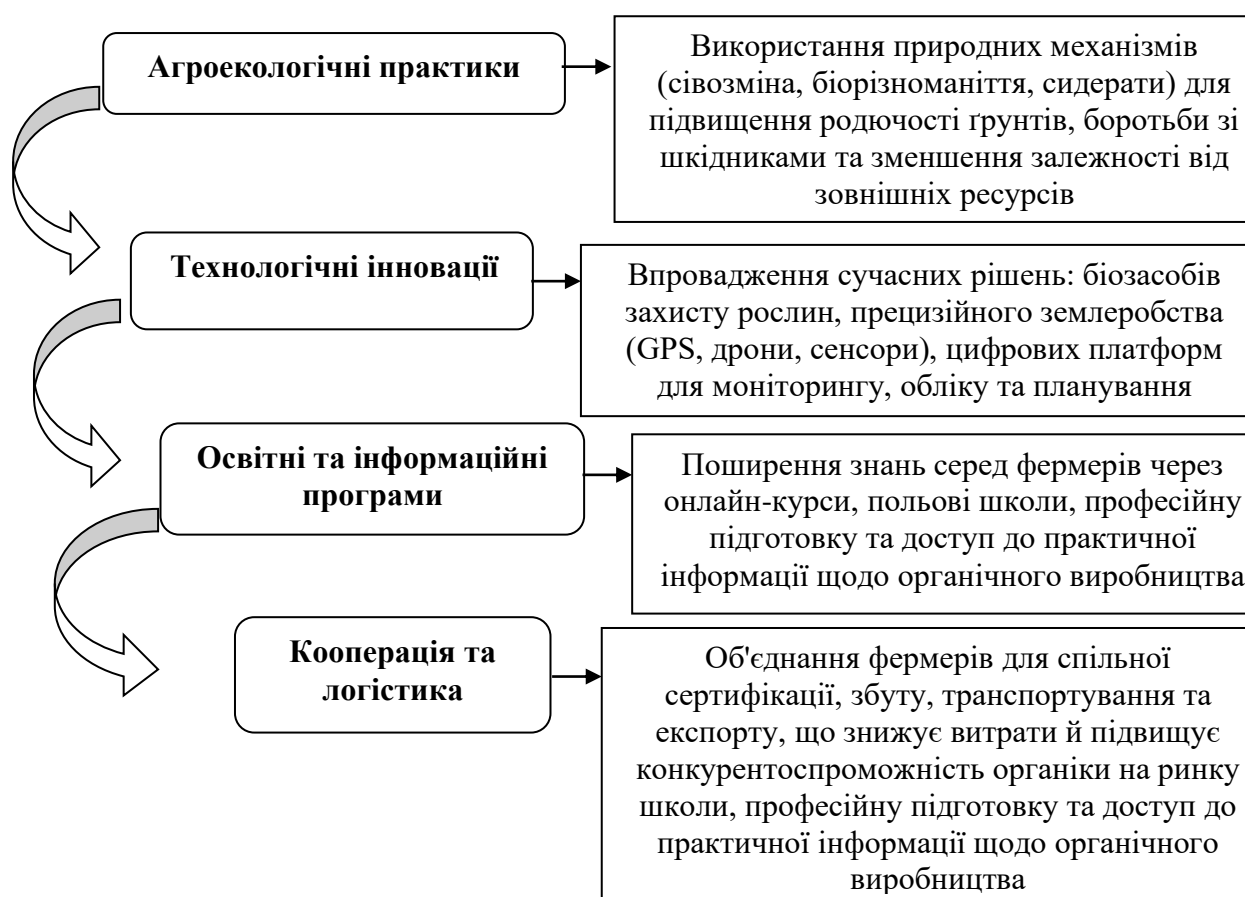 Агроекологічні практики
Використання природних механізмів
(сівозміна, біорізноманіття, сидерати) для
підвищення родючості ґрунтів, боротьби зі
шкідниками та зменшення залежності від
зовнішніх ресурсів
Технологічні інновації
Впровадження сучасних рішень: біозасобів
захисту рослин, прецизійного землеробства
(GPS, дрони, сенсори), цифрових платформ
для моніторингу, обліку та планування
Освітні та інформаційні
програми
Поширення знань серед фермерів через
онлайн-курси, польові школи, професійну
підготовку та доступ до практичної
інформації щодо органічного виробництва
Кооперація та
логістика
Об'єднання фермерів для спільної
сертифікації, збуту, транспортування та
експорту, що знижує витрати й підвищує
конкурентоспроможність органіки на ринку
школи, професійну підготовку та доступ до
практичної інформації щодо органічного
виробництва